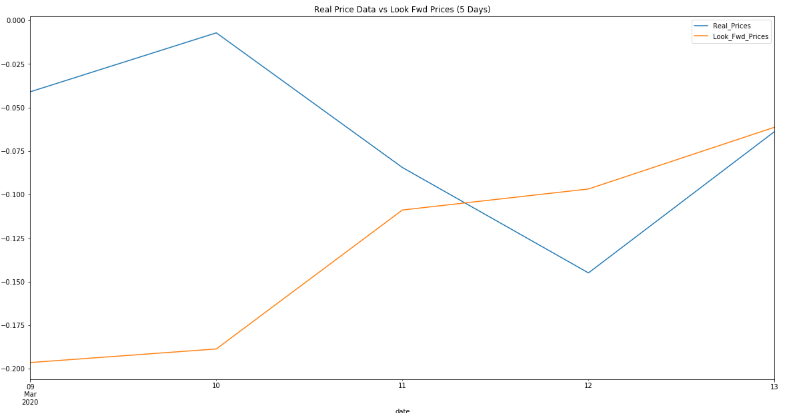 Real Price Data vs Look Fwd Prices (5 Days)
Real_Prices
Look_Fwd_Prices
0.000
−0.025
−0.050
−0.075
−0.100
−0.125
−0.150
−0.175
−0.200
09 10 11 12 13
Mar
2020
date